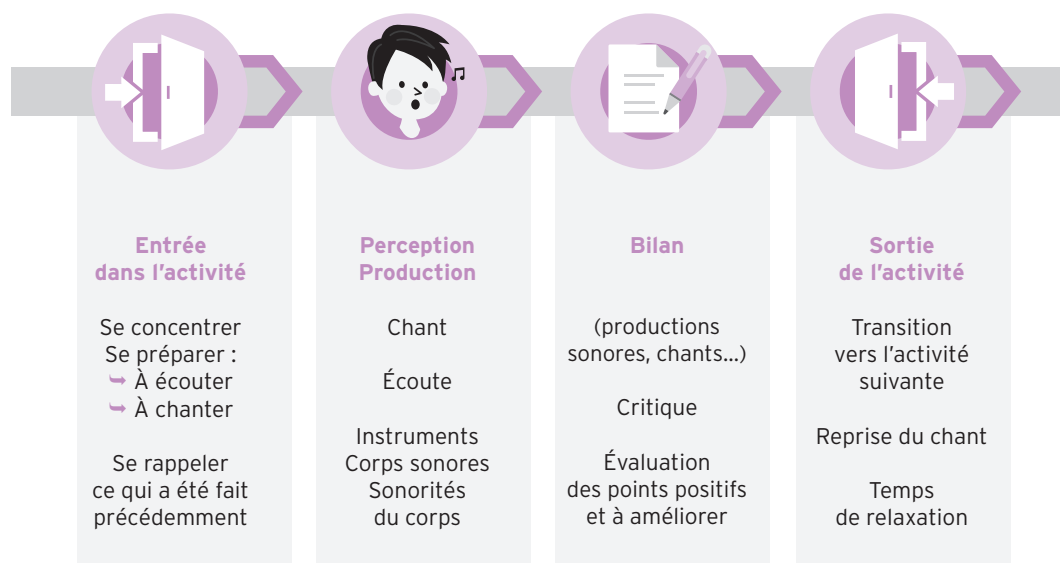 Entrée
dans l'activité
Se concentrer
Se préparer :
➥ À écouter
➥ À chanter
Se rappeler
ce qui a été fait
précédemment
Perception
Production
Chant
Écoute
Instruments
Corps sonores
Sonorités
du corps
Bilan
(productions
sonores, chants...)
Critique
Évaluation
des points positifs
et à améliorer
Sortie
de l'activité
Transition
vers l'activité
suivante
Reprise du chant
Temps
de relaxation